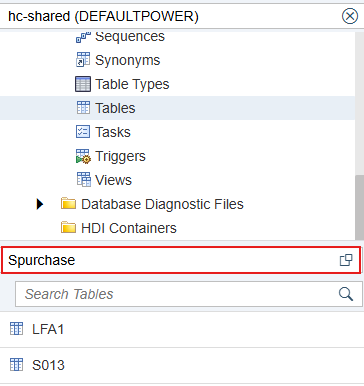 hc-shared (DEFAULTPOWER)
Sequences
Synonyms
Table Types
Tables
Tasks
Triggers
Views
Database Diagnostic Files
HDI Containers
Spurchase
Search Tables
LFA1
S013